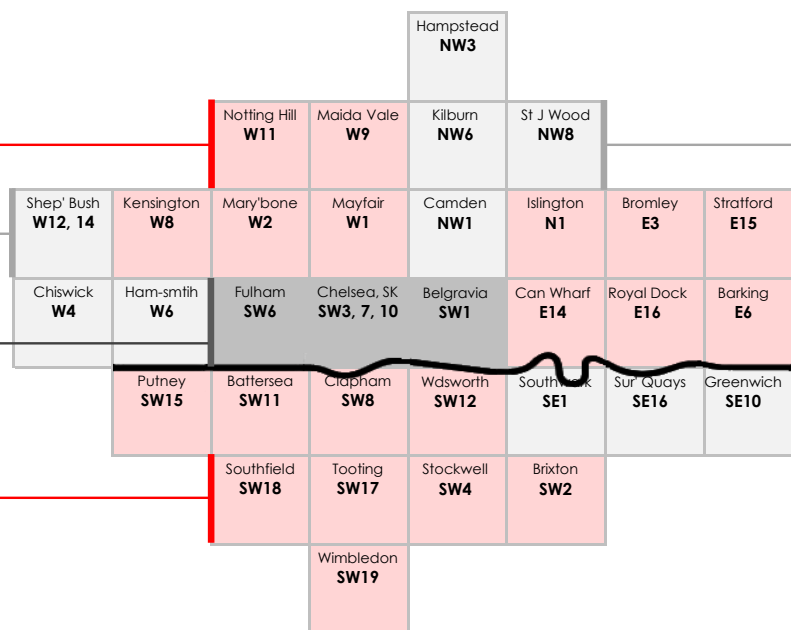 Hampstead
NW3
Notting Hill Maida Vale Kilburn St J Wood
W11 W9 NW6 NW8
Shep' Bush Kensington Mary'bone Mayfair Camden Islington Bromley Stratford
W12, 14 W8 W2 W1 NW1 N1 E3 E15
Chiswick Ham-smtih Fulham Chelsea, SK Belgravia Can Wharf Royal Dock Barking
W4 W6 SW6 SW3, 7, 10 SW1 E14 E16 E6
Putney Battersea Clapham Wdsworth Southwark Sur' Quays Greenwich
SW15 SW11 SW8 SW12 SE1 SE16 SE10
Southfield Tooting Stockwell Brixton
SW18 SW17 SW4 SW2
Wimbledon
SW19